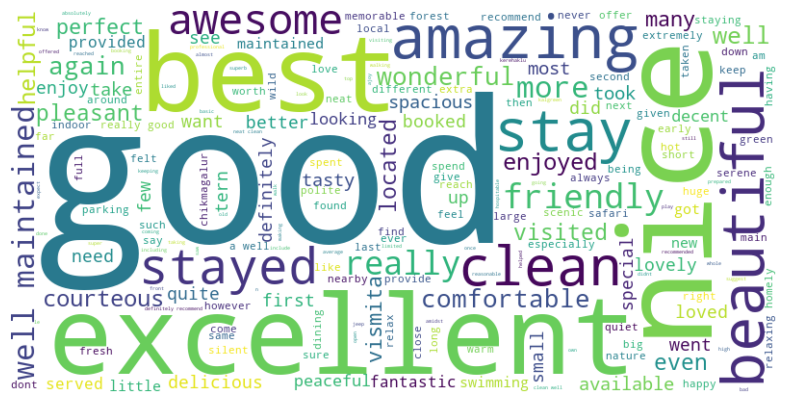 good
excellent
best
nice
amazing
beautiful
stay
clean
awesome
stayed
friendly
really
more
wonderful
comfortable
courteous
maintained
well
again
perfect
helpful
pleasant
enjoyed
located
visited
definitely
vismita
spacious
tasty
delicious
peaceful
fantastic
available
even
many
well
most
took
did
booked
better
looking
see
provided
maintained
enjoy
take
want
few
need
quite
first
served
little
small
special
lovely
loved
went
new
got
decent
up
tern
chikmagalur
swimming
parking
such
say
felt
around
indoor
really good
far
entire
worth
wild
love
neat
different
extra
memorable
local
forest
recommend
never
offer
staying
extremely
second
taken
down
am
keep
having
then
next
given
early
hot
short
being
always
huge
green
serene
enough
large
scenic
safari
especially
find
ever
last
nearby
provide
like
however
come
same
silent
fresh
dont
sure
dining
relax
close
long
warm
quiet
big
nature
right
homely
happy
relaxing
main
full
spent
polite
found
spend
give
reach
feel
a well
definitely recommend
clean well
neat clean
absolutely